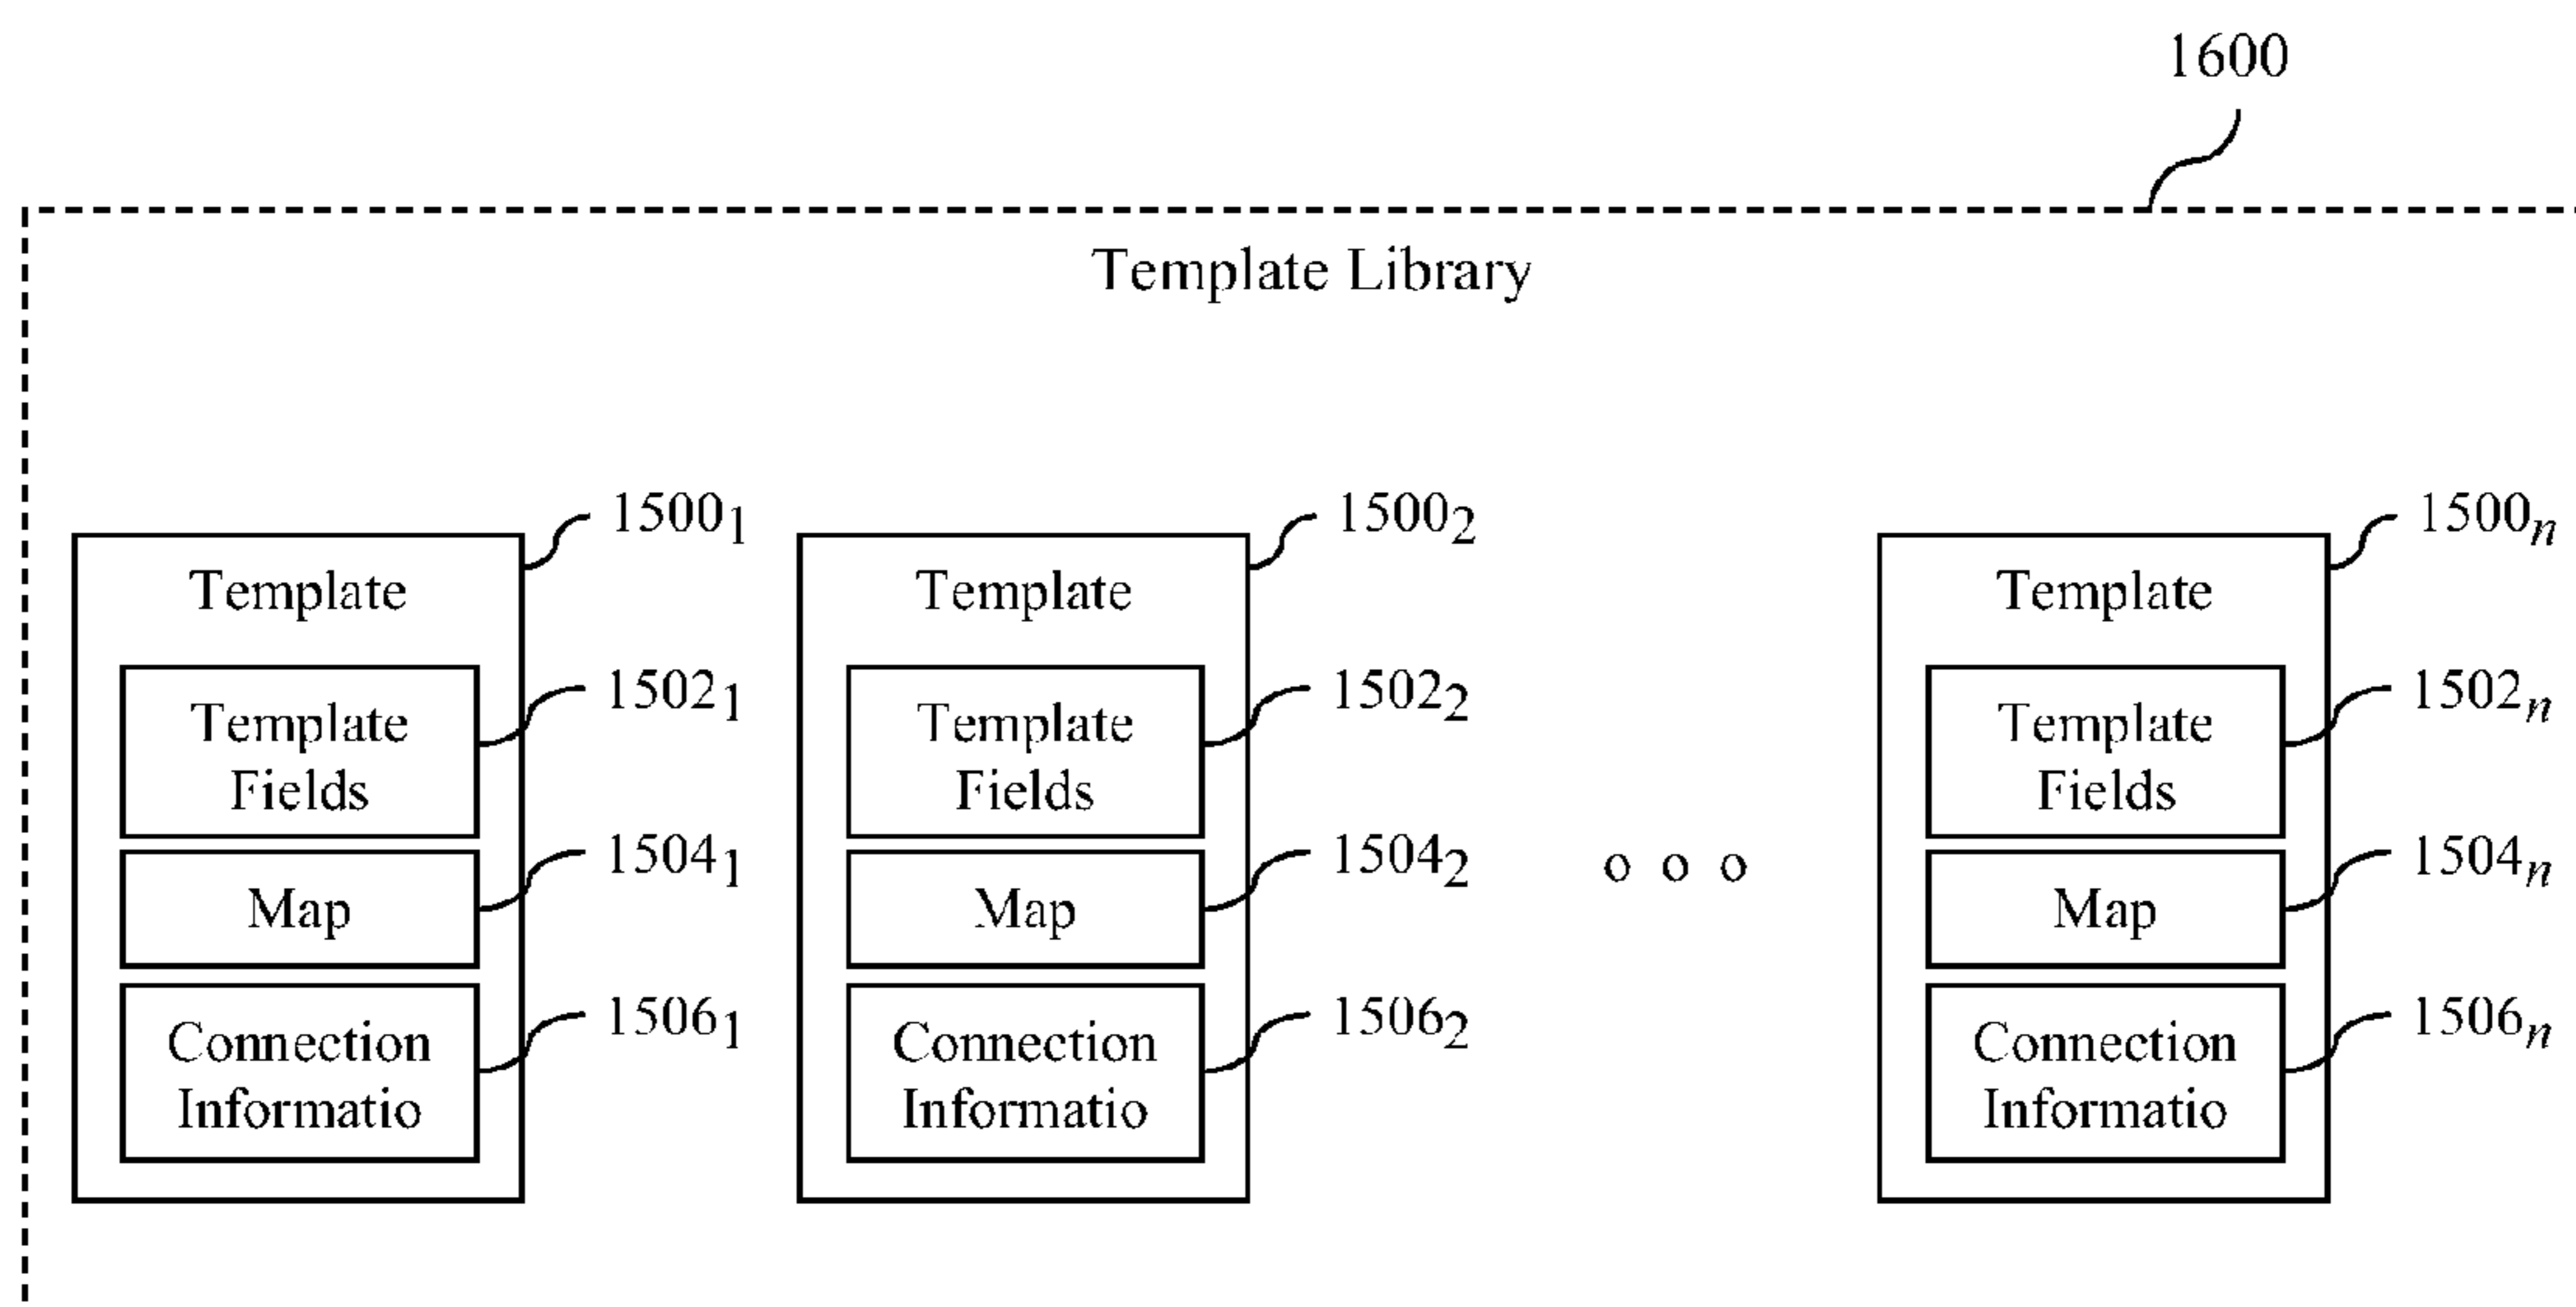 1600
Template Library
1500₁
1500₂
1500ₙ
Template
Template
Template
1502₁
1502₂
1502ₙ
Template
Fields
Template
Fields
Template
Fields
1504₁
1504₂
1504ₙ
Map
Map
Map
1506₁
1506₂
1506ₙ
Connection
Informatio
Connection
Informatio
Connection
Informatio